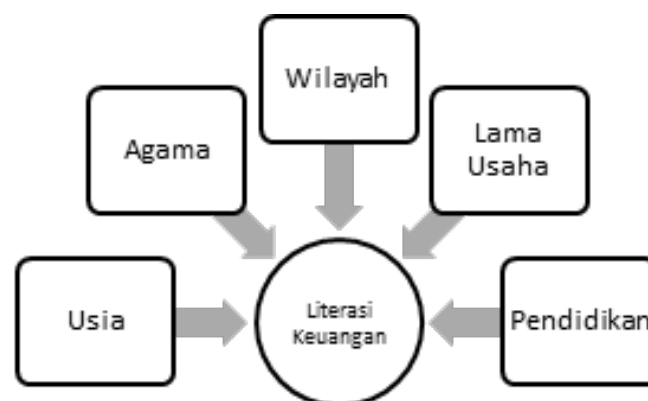 Wilayah
Agama
Lama
Usaha
Usia
Literasi
Keuangan
Pendidikan